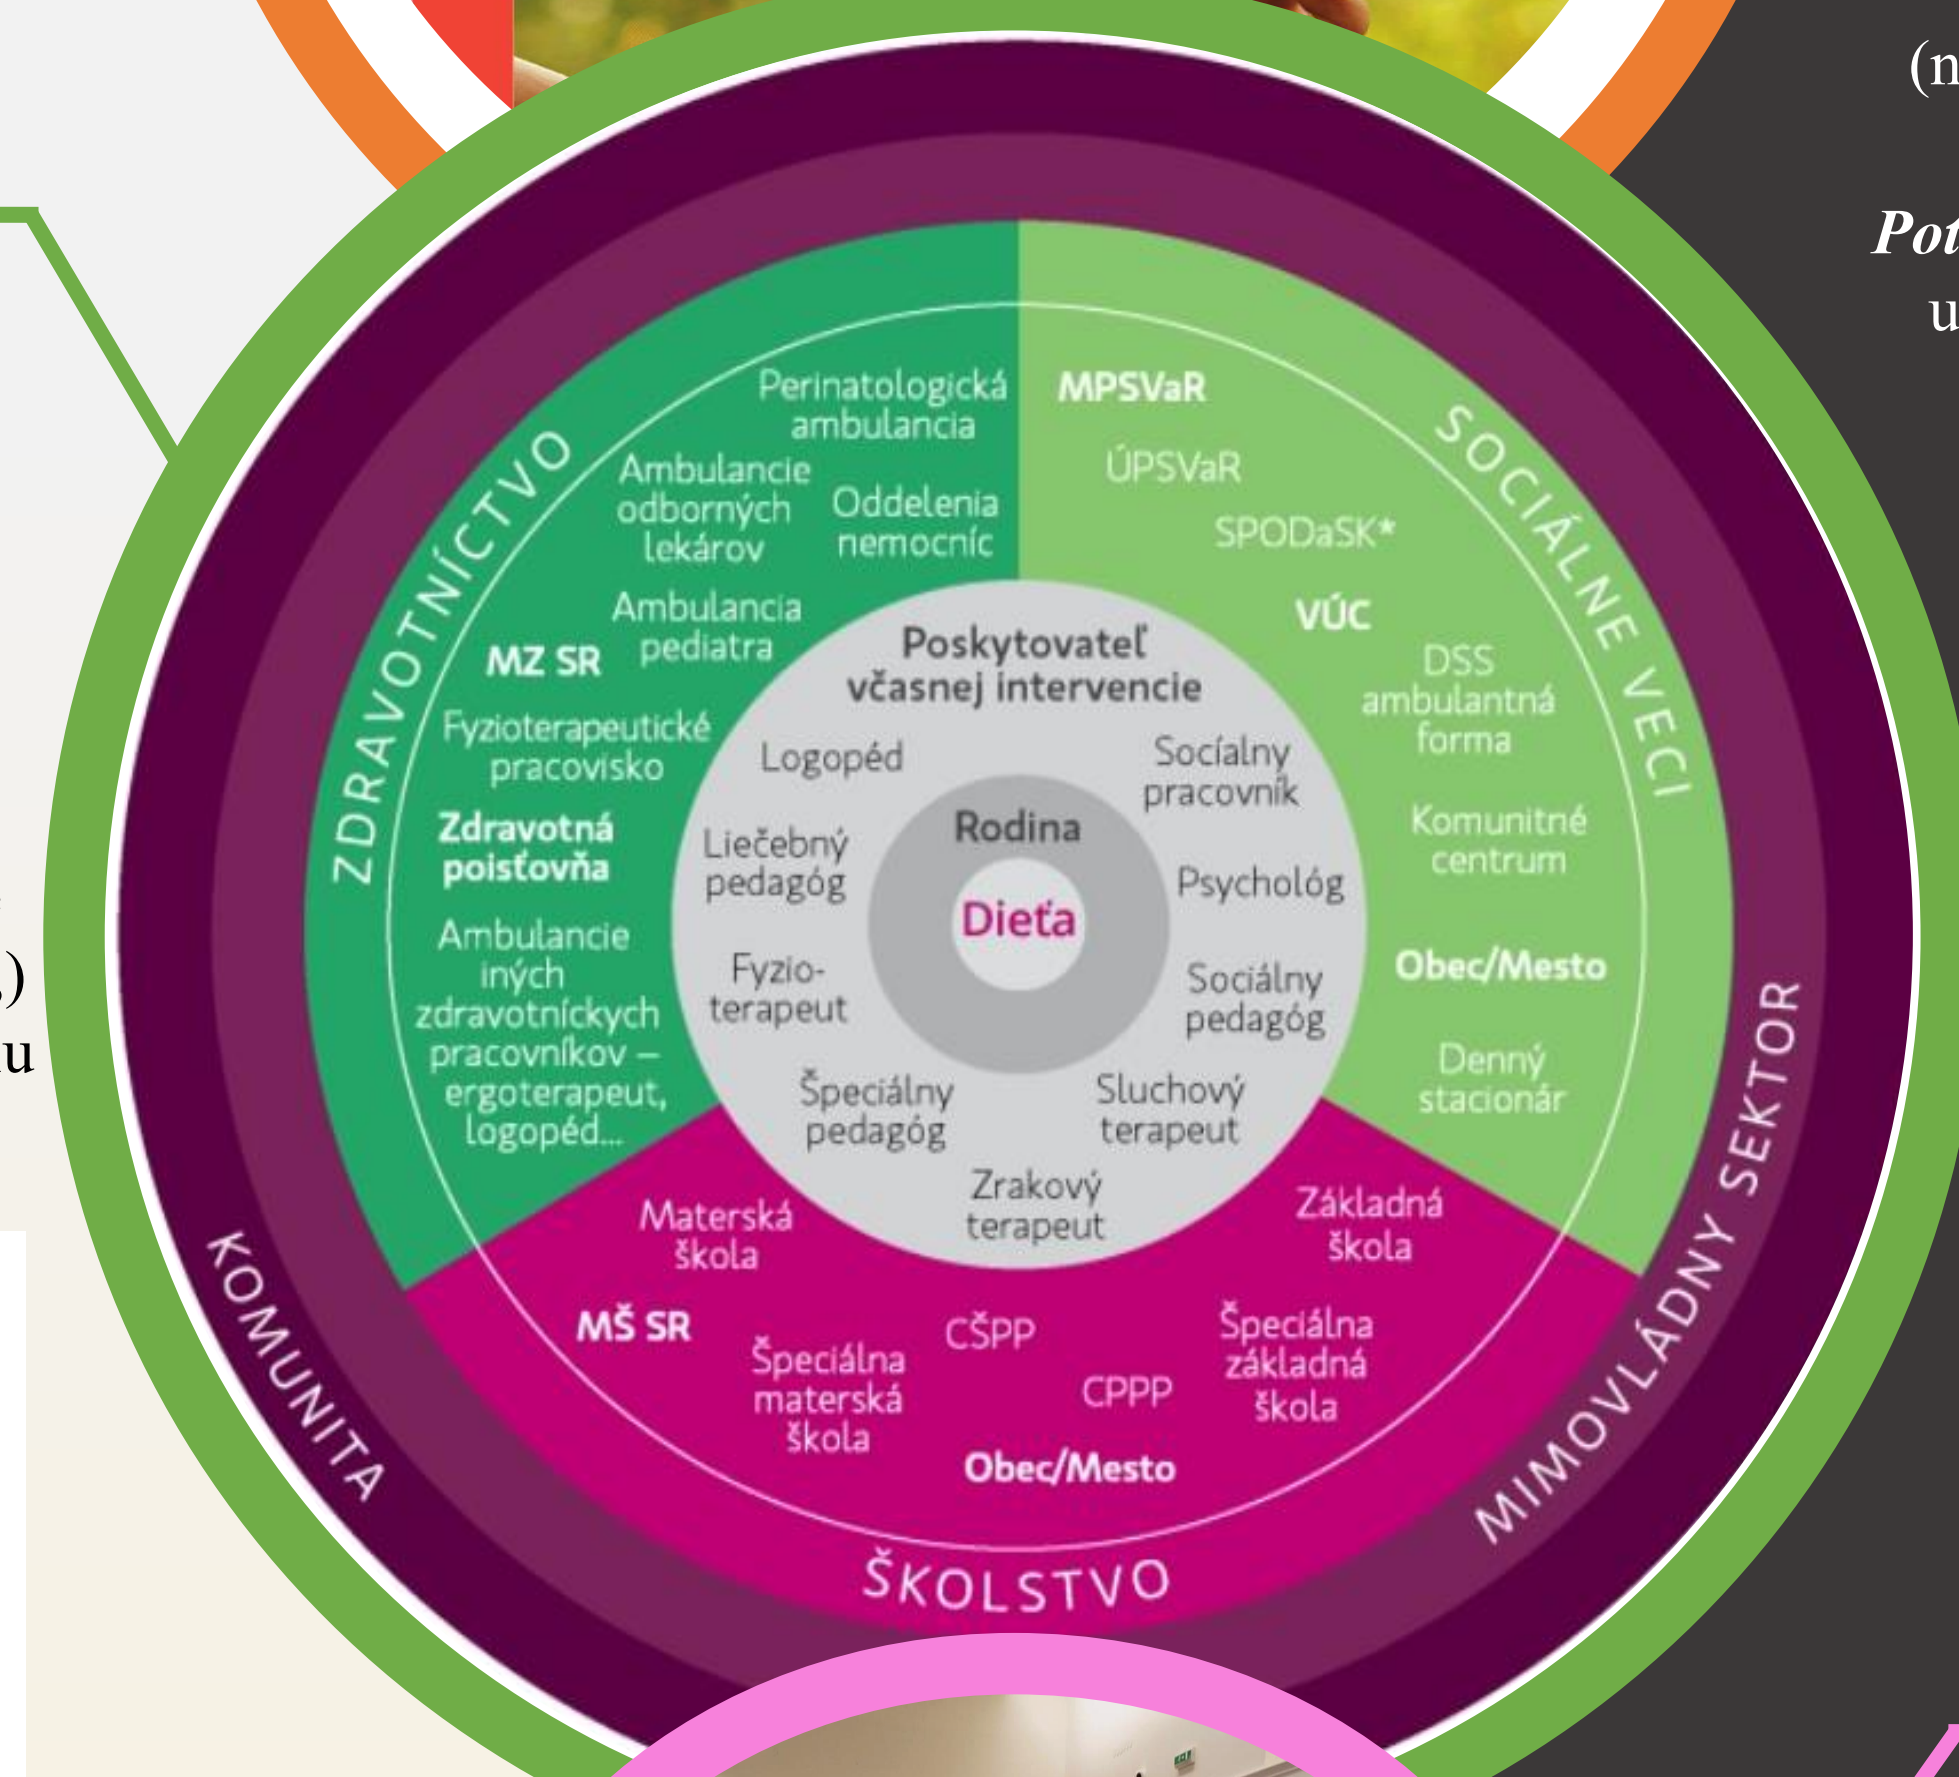 Perinatologická
ambulancia
Ambulancie
odborných
lekárov
Oddelenia
nemocníc
Ambulancia
pediatra
MZ SR
Fyzioterapeutické
pracovisko
Zdravotná
poisťovňa
Ambulancie
iných
zdravotníckych
pracovníkov –
ergoterapeut,
logopéd...
ZDRAVOTNÍCTVO
MPSVaR
ÚPSVaR
SPODaSK*
VÚC
DSS
ambulantná
forma
Komunitné
centrum
Obec/Mesto
Denný
stacionár
SOCIÁLNE VECI
Poskytovateľ
včasnej intervencie
Logopéd
Socíalny
pracovník
Liečebný
pedagóg
Psychológ
Fyzio-
terapeut
Sociálny
pedagóg
Špeciálny
pedagóg
Sluchový
terapeut
Zrakový
terapeut
Rodina
Dieťa
Materská
škola
MŠ SR
Špeciálna
materská
škola
CŠPP
CPPP
Obec/Mesto
Špeciálna
základná
škola
Základná
škola
ŠKOLSTVO
KOMUNITA
MIMOVLÁDNY SEKTOR